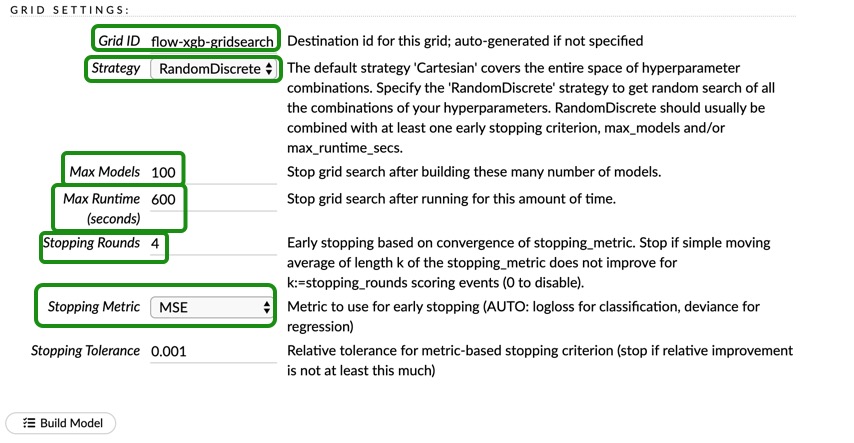 GRID SETTINGS:
Grid ID flow-xgb-gridsearch Destination id for this grid; auto-generated if not specified
Strategy RandomDiscrete The default strategy 'Cartesian' covers the entire space of hyperparameter
combinations. Specify the 'RandomDiscrete' strategy to get random search of all
the combinations of your hyperparameters. RandomDiscrete should usually be
combined with at least one early stopping criterion, max_models and/or
max_runtime_secs.
Max Models 100 Stop grid search after building these many number of models.
Max Runtime 600 Stop grid search after running for this amount of time.
(seconds)
Stopping Rounds 4 Early stopping based on convergence of stopping_metric. Stop if simple moving
average of length k of the stopping_metric does not improve for
k:=stopping_rounds scoring events (0 to disable).
Stopping Metric MSE Metric to use for early stopping (AUTO: logloss for classification, deviance for
regression)
Stopping Tolerance 0.001 Relative tolerance for metric-based stopping criterion (stop if relative improvement
is not at least this much)
Build Model